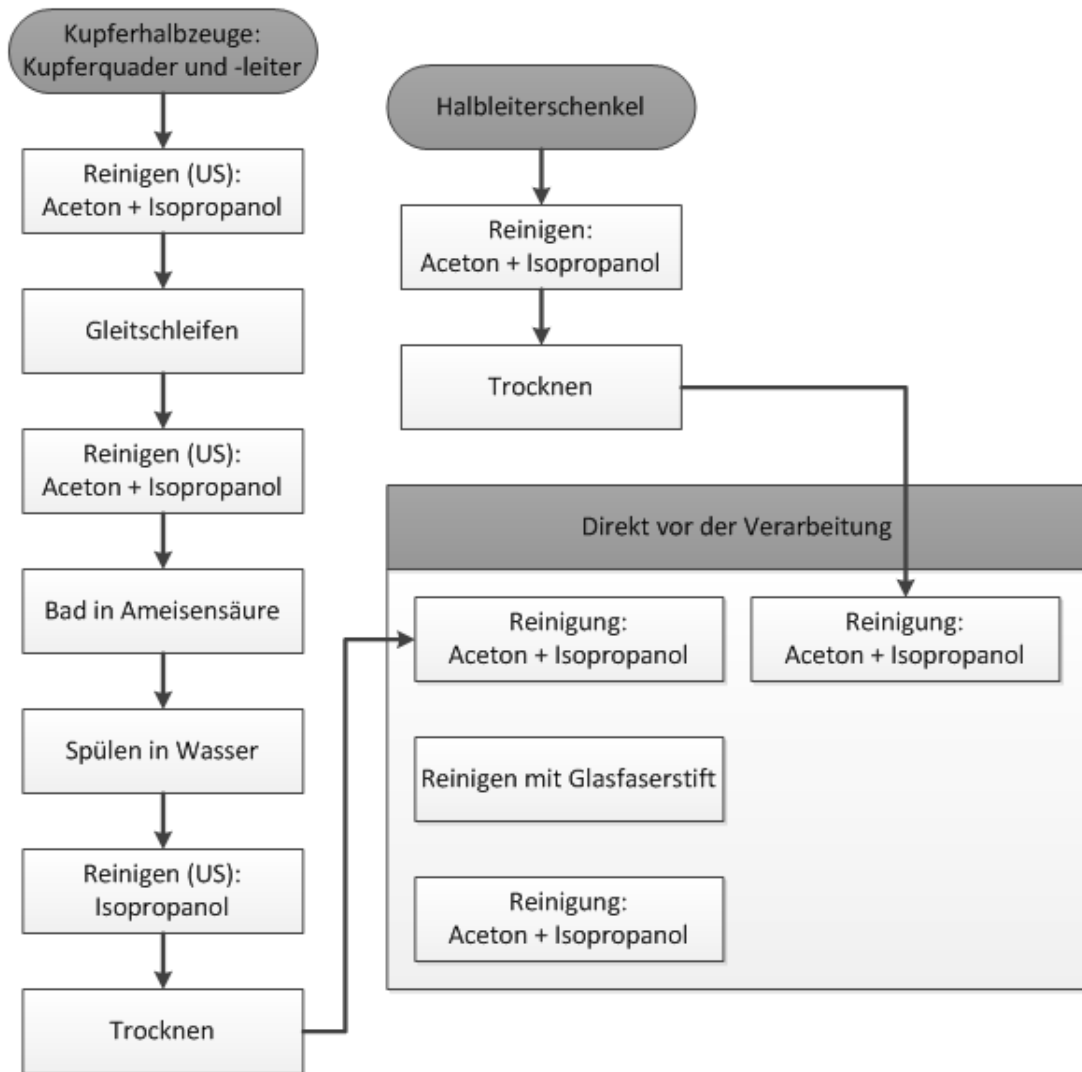 Kupferhalbzeuge:
Kupferquader und -leiter
Reinigen (US):
Aceton + Isopropanol
Gleitschleifen
Reinigen (US):
Aceton + Isopropanol
Bad in Ameisensäure
Spülen in Wasser
Reinigen (US):
Isopropanol
Trocknen
Halbleiterschenkel
Reinigen:
Aceton + Isopropanol
Trocknen
Direkt vor der Verarbeitung
Reinigung:
Aceton + Isopropanol
Reinigen mit Glasfaserstift
Reinigung:
Aceton + Isopropanol
Reinigung:
Aceton + Isopropanol